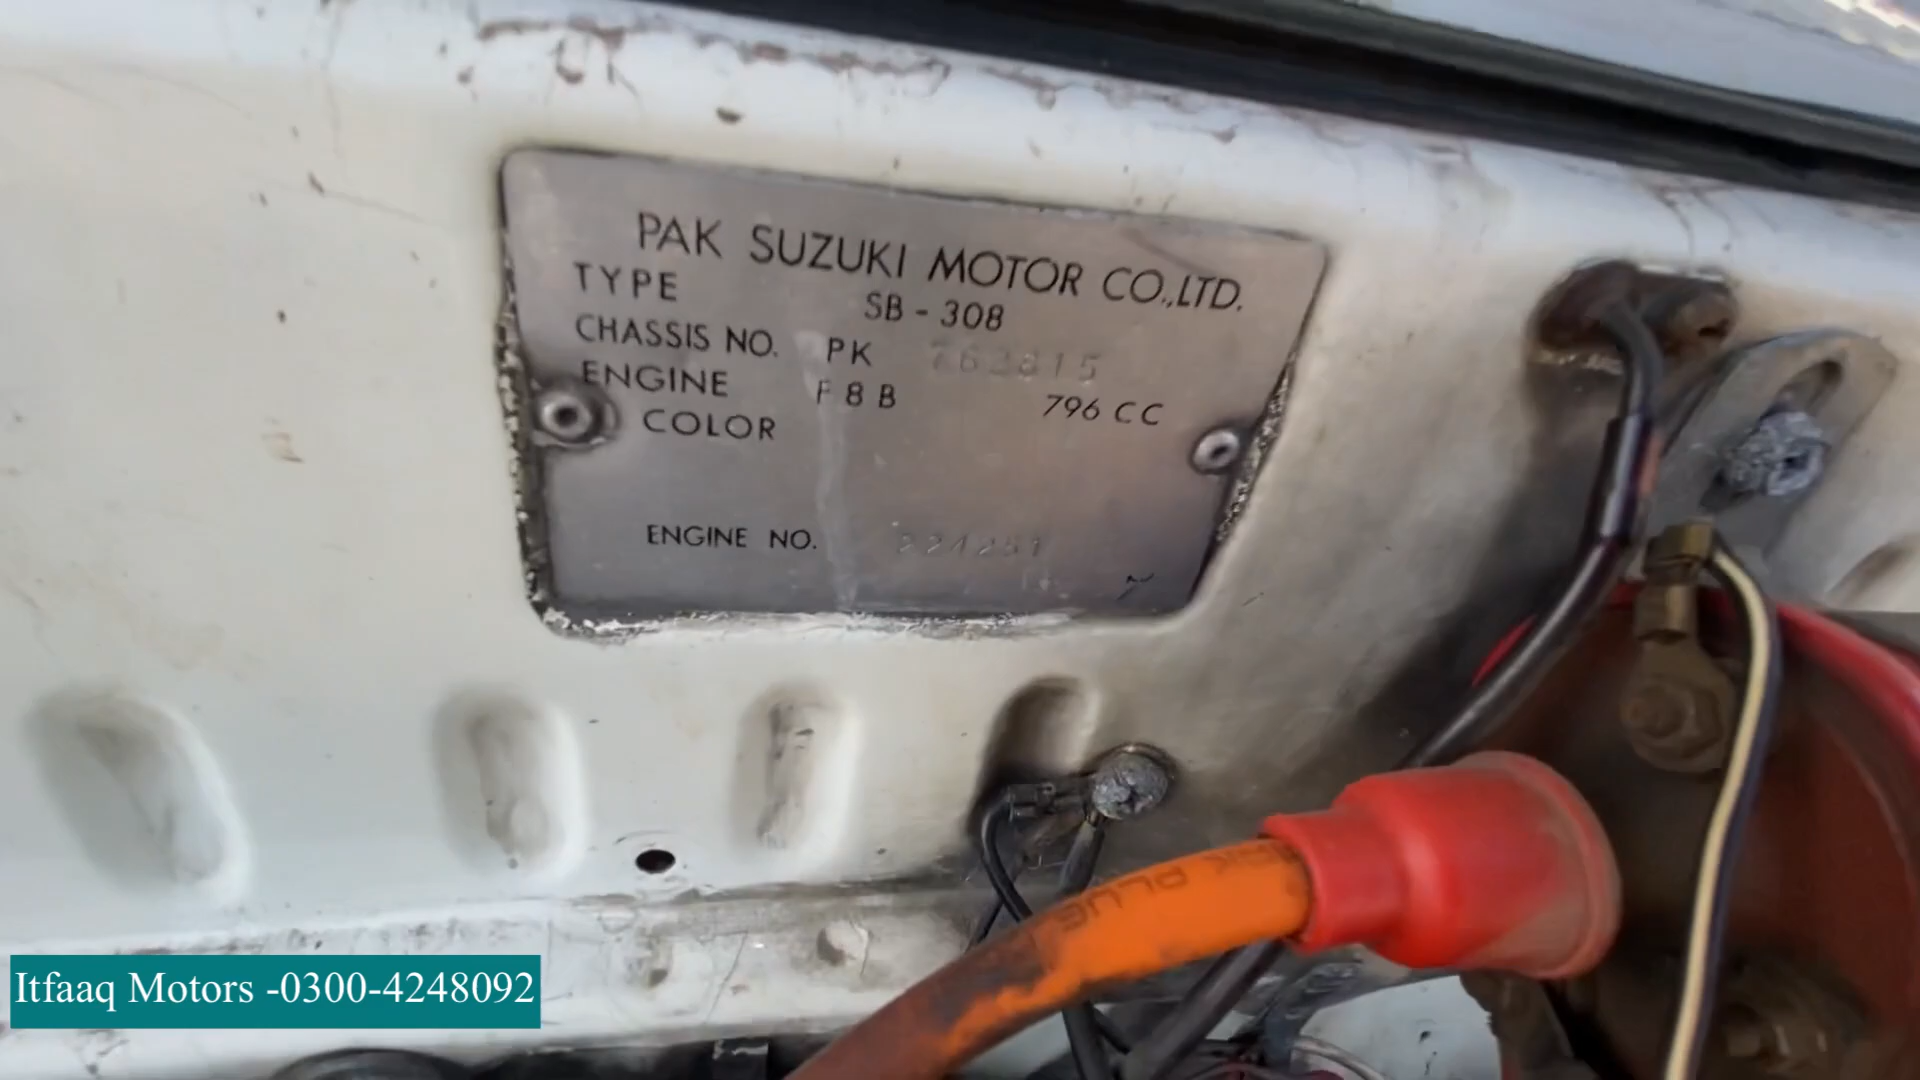 PAK SUZUKI MOTOR CO.,LTD.
TYPE SB - 308
CHASSIS NO. PK
ENGINE F8B 796 CC
COLOR
ENGINE NO.
Itfaaq Motors -0300-4248092